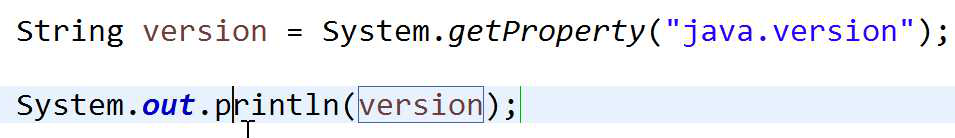 String version = System.getProperty("java.version");
System.out.println(version);